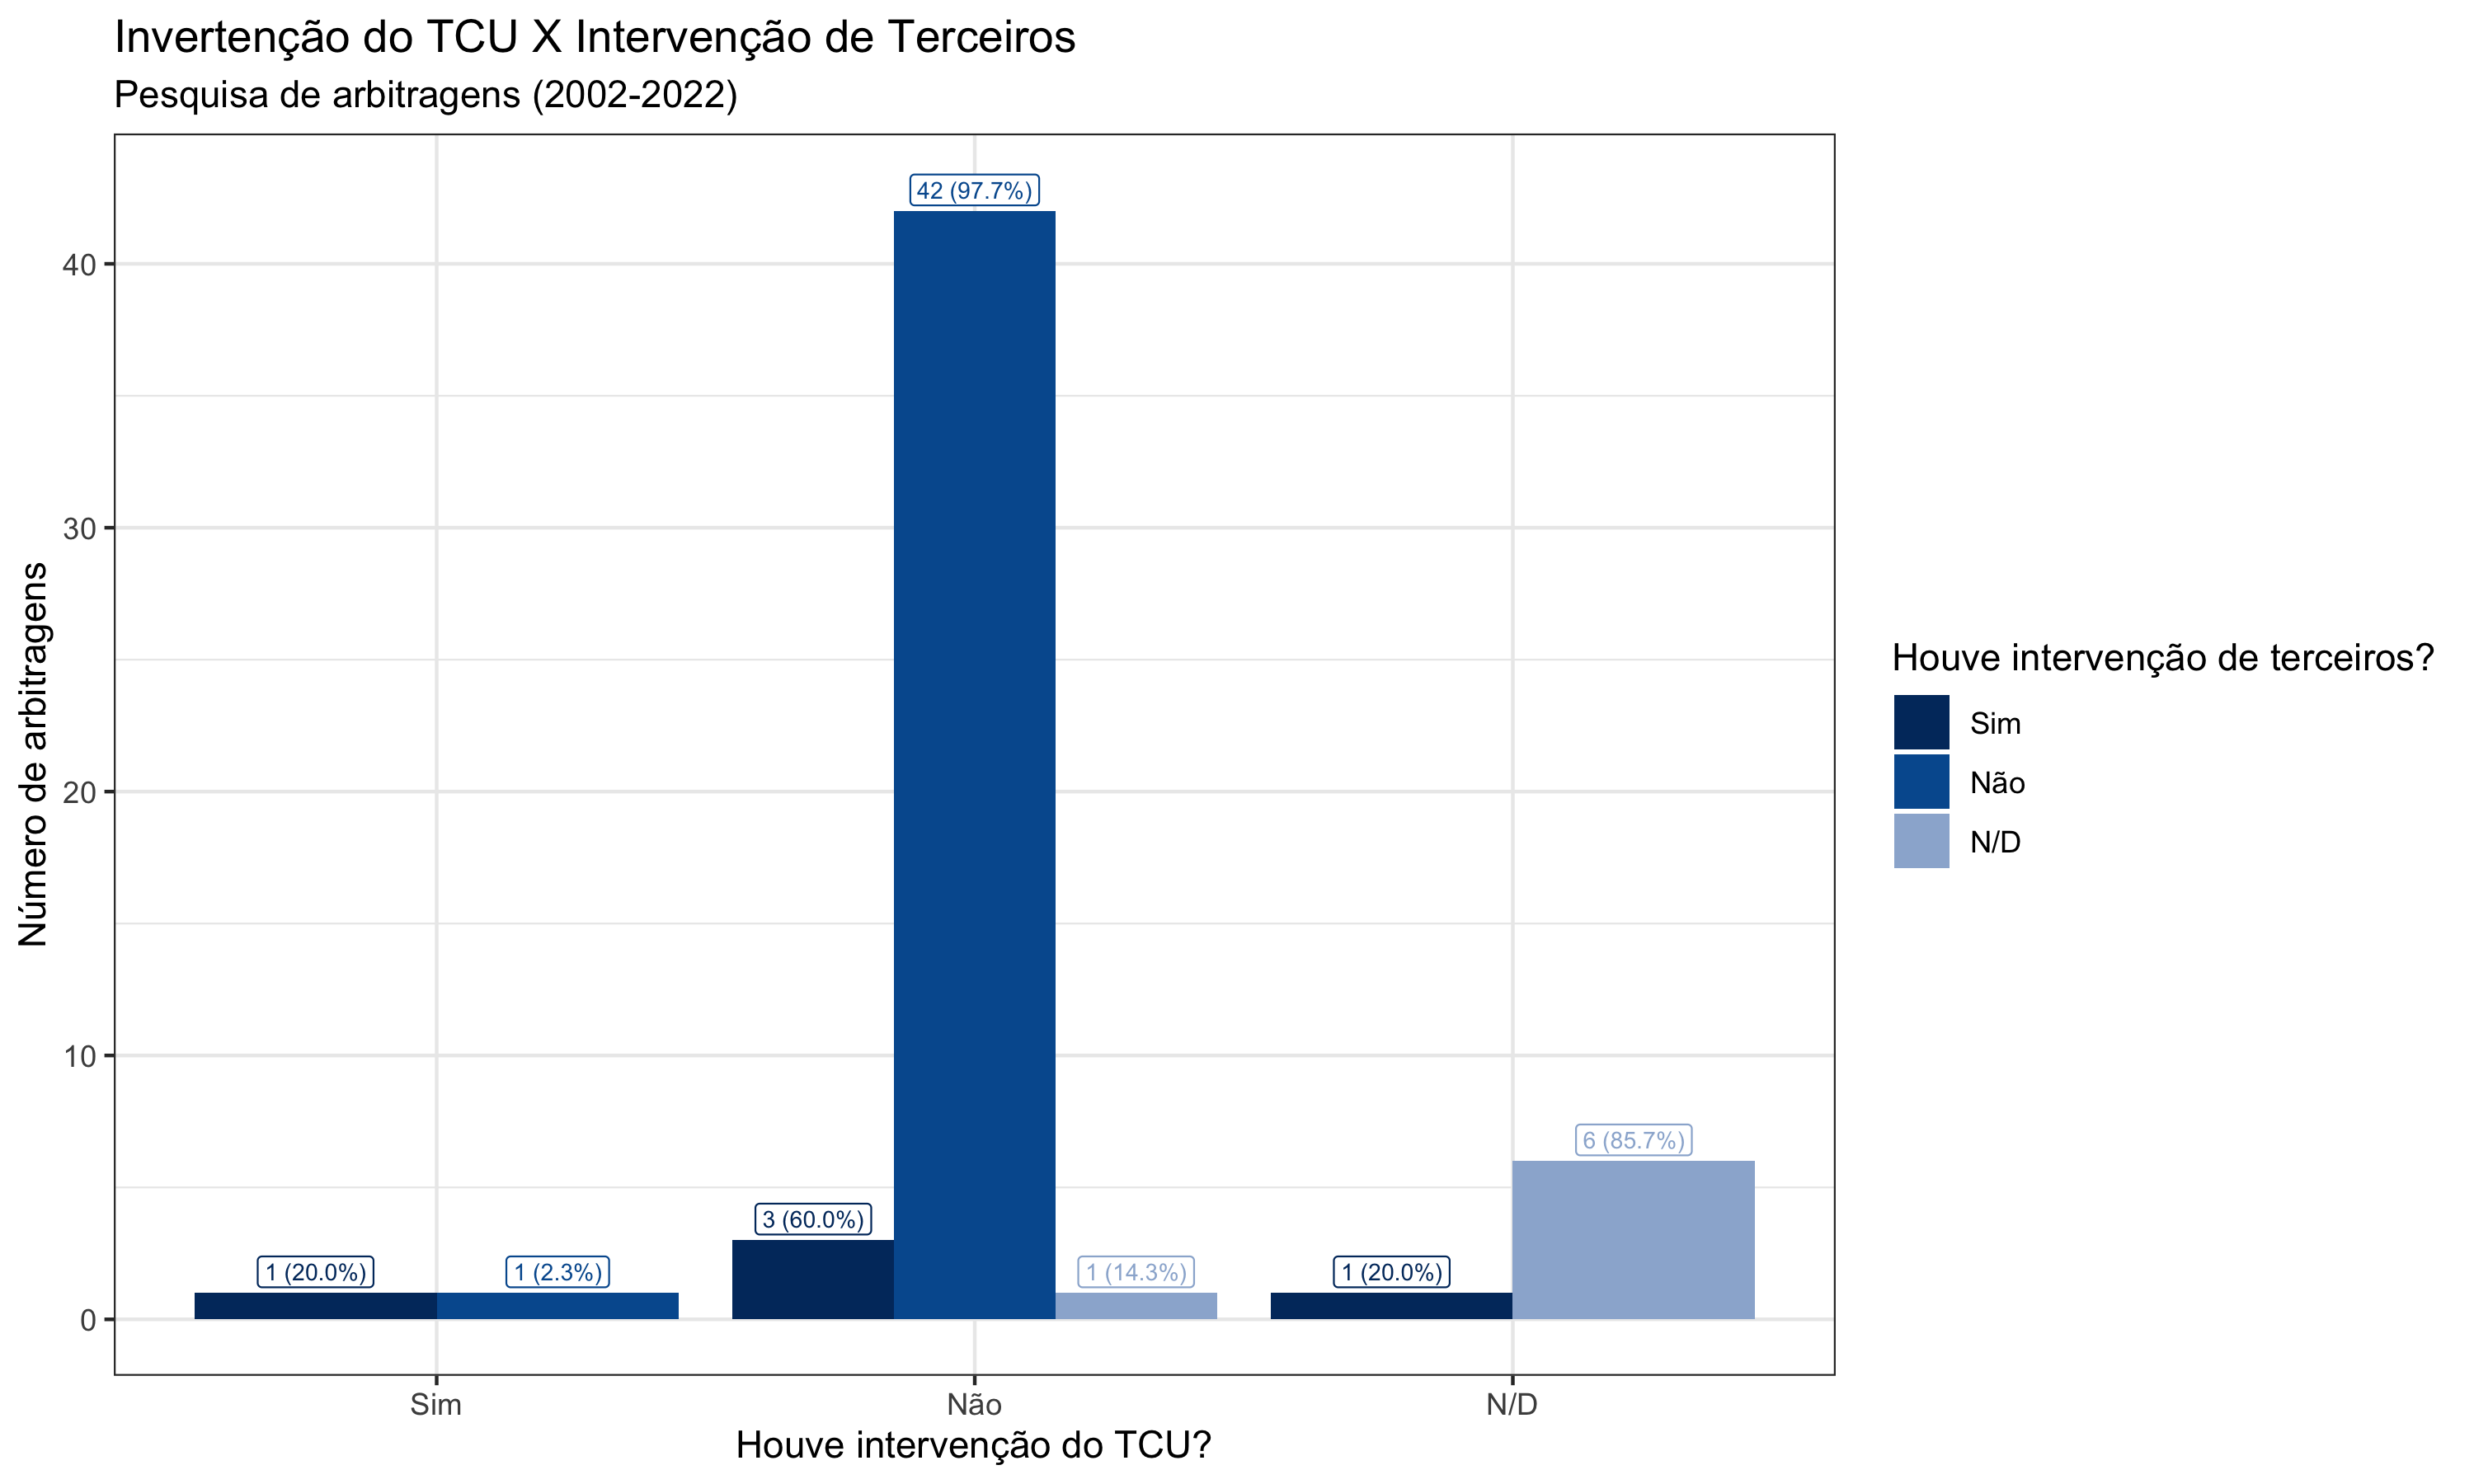 Invertenção do TCU X Intervenção de Terceiros
Pesquisa de arbitragens (2002-2022)
Número de arbitragens
40
30
20
10
0
42 (97.7%)
6 (85.7%)
3 (60.0%)
1 (20.0%)
1 (2.3%)
1 (14.3%)
1 (20.0%)
Sim
Não
N/D
Houve intervenção do TCU?
Houve intervenção de terceiros?
Sim
Não
N/D